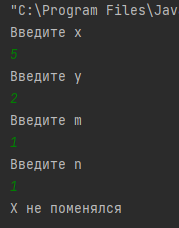 "C:\Program Files\Jav
Введите x
5
Введите y
2
Введите m
1
Введите n
1
X не поменялся